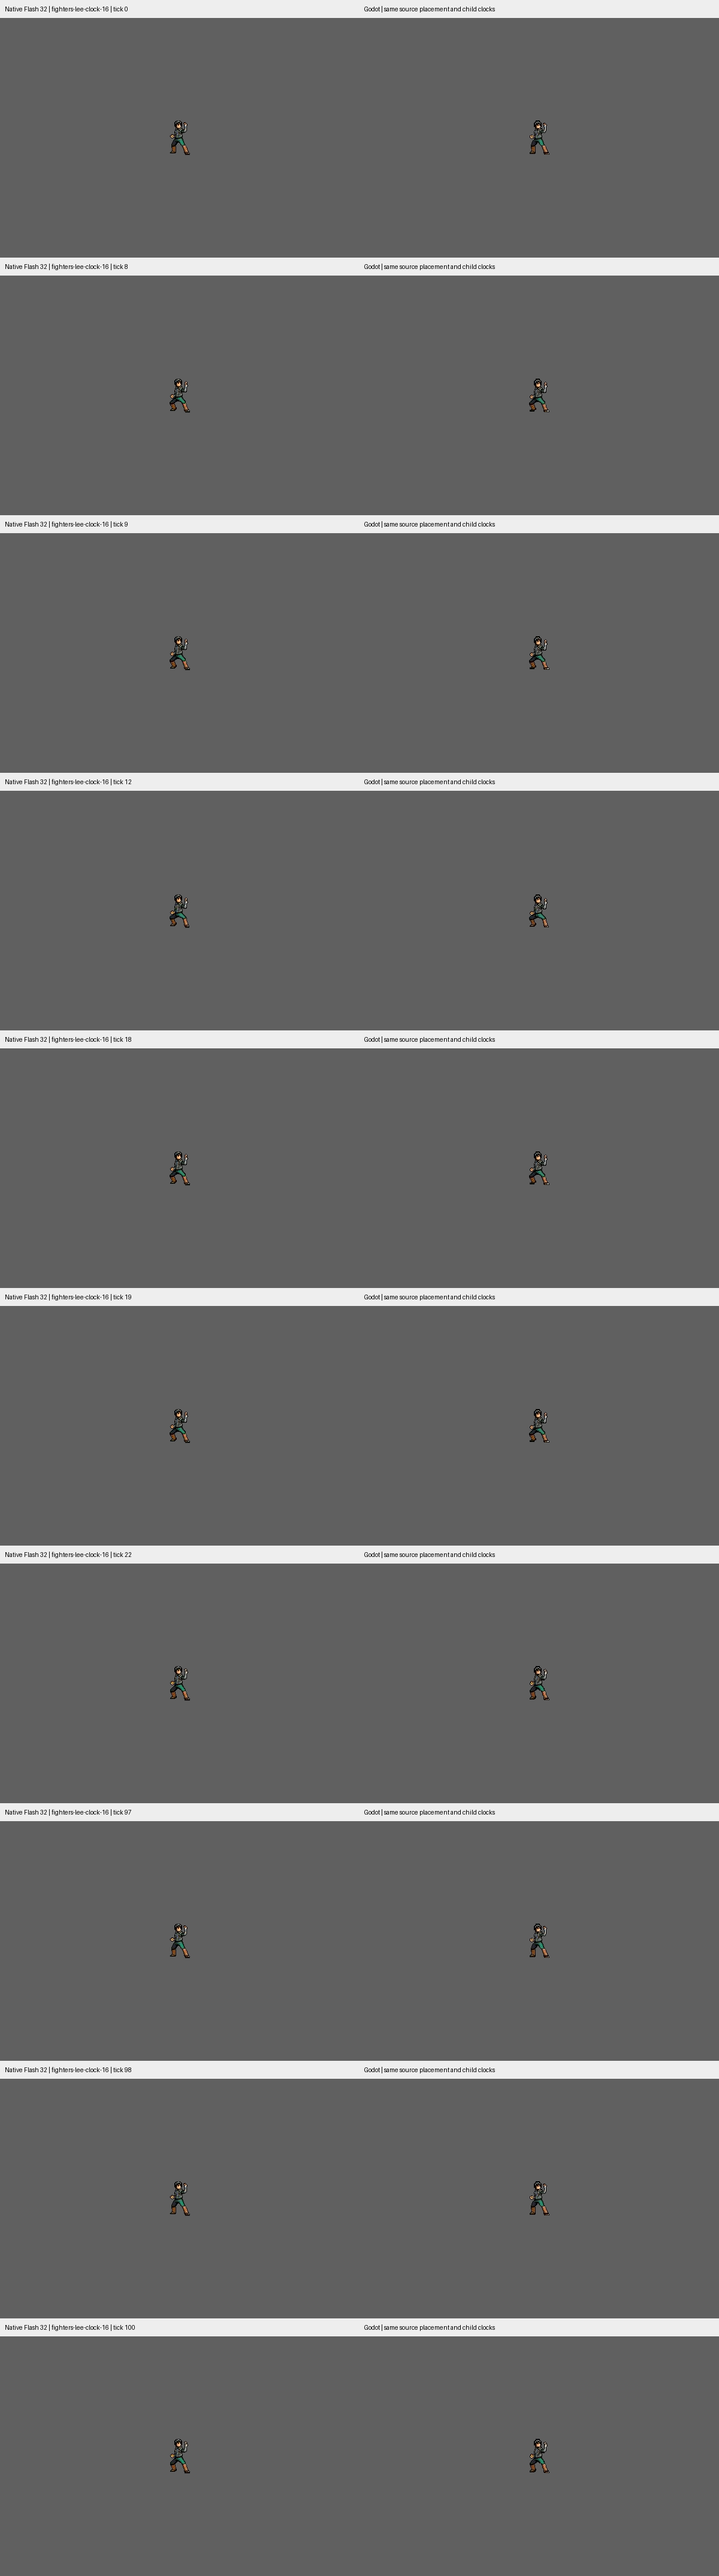 Native Flash 32 | fighters-lee-clock-16 | tick 0
Godot | same source placement and child clocks
Native Flash 32 | fighters-lee-clock-16 | tick 8
Godot | same source placement and child clocks
Native Flash 32 | fighters-lee-clock-16 | tick 9
Godot | same source placement and child clocks
Native Flash 32 | fighters-lee-clock-16 | tick 12
Godot | same source placement and child clocks
Native Flash 32 | fighters-lee-clock-16 | tick 18
Godot | same source placement and child clocks
Native Flash 32 | fighters-lee-clock-16 | tick 19
Godot | same source placement and child clocks
Native Flash 32 | fighters-lee-clock-16 | tick 22
Godot | same source placement and child clocks
Native Flash 32 | fighters-lee-clock-16 | tick 97
Godot | same source placement and child clocks
Native Flash 32 | fighters-lee-clock-16 | tick 98
Godot | same source placement and child clocks
Native Flash 32 | fighters-lee-clock-16 | tick 100
Godot | same source placement and child clocks